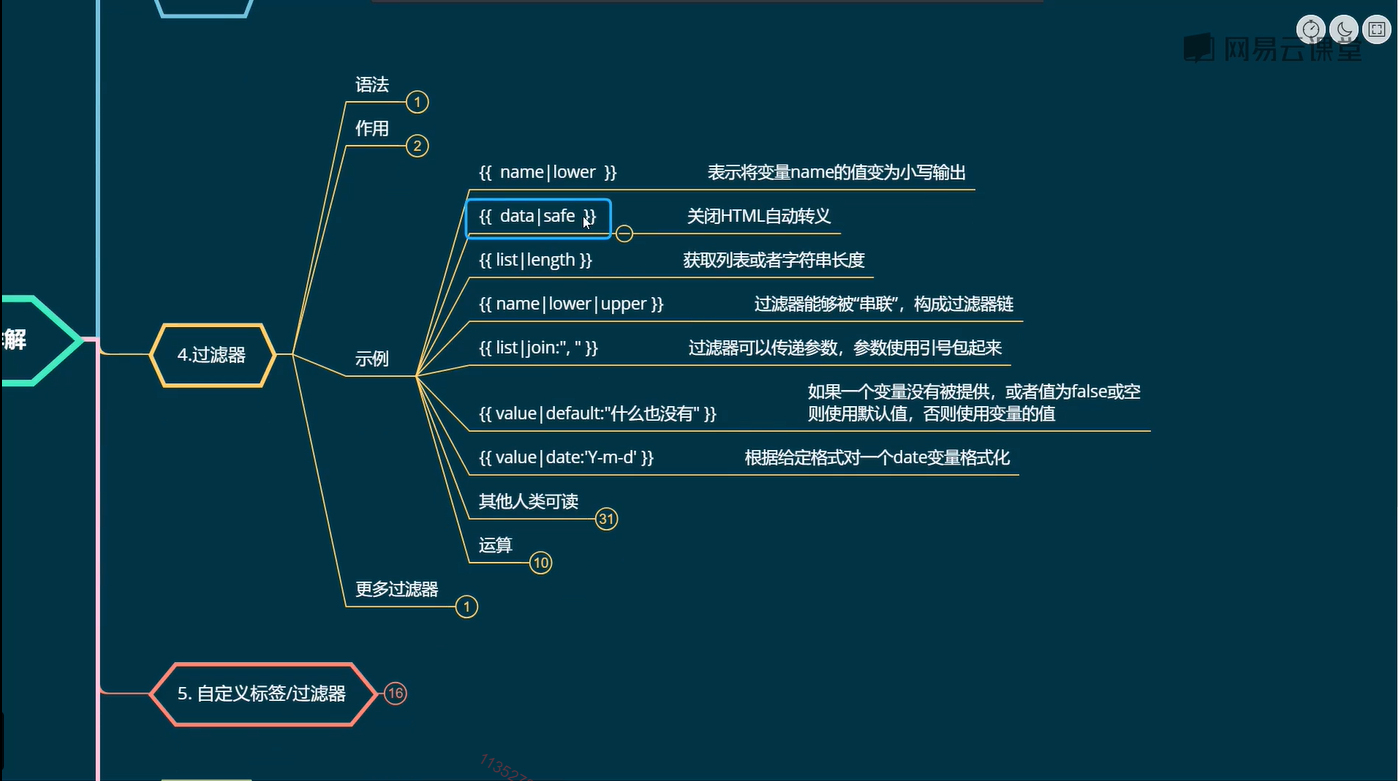 网易云课堂
语法
1
作用
2
{{ name|lower }} 表示将变量name的值变为小写输出
{{ data|safe }} 关闭HTML自动转义
{{ list|length }} 获取列表或者字符串长度
{{ name|lower|upper }} 过滤器能够被“串联”，构成过滤器链
解
4.过滤器
示例
{{ list|join:", " }} 过滤器可以传递参数，参数使用引号包起来
{{ value|default:"什么也没有" }} 如果一个变量没有被提供，或者值为false或空
则使用默认值，否则使用变量的值
{{ value|date:'Y-m-d' }} 根据给定格式对一个date变量格式化
其他人类可读
31
运算
10
更多过滤器
1
5. 自定义标签/过滤器
16